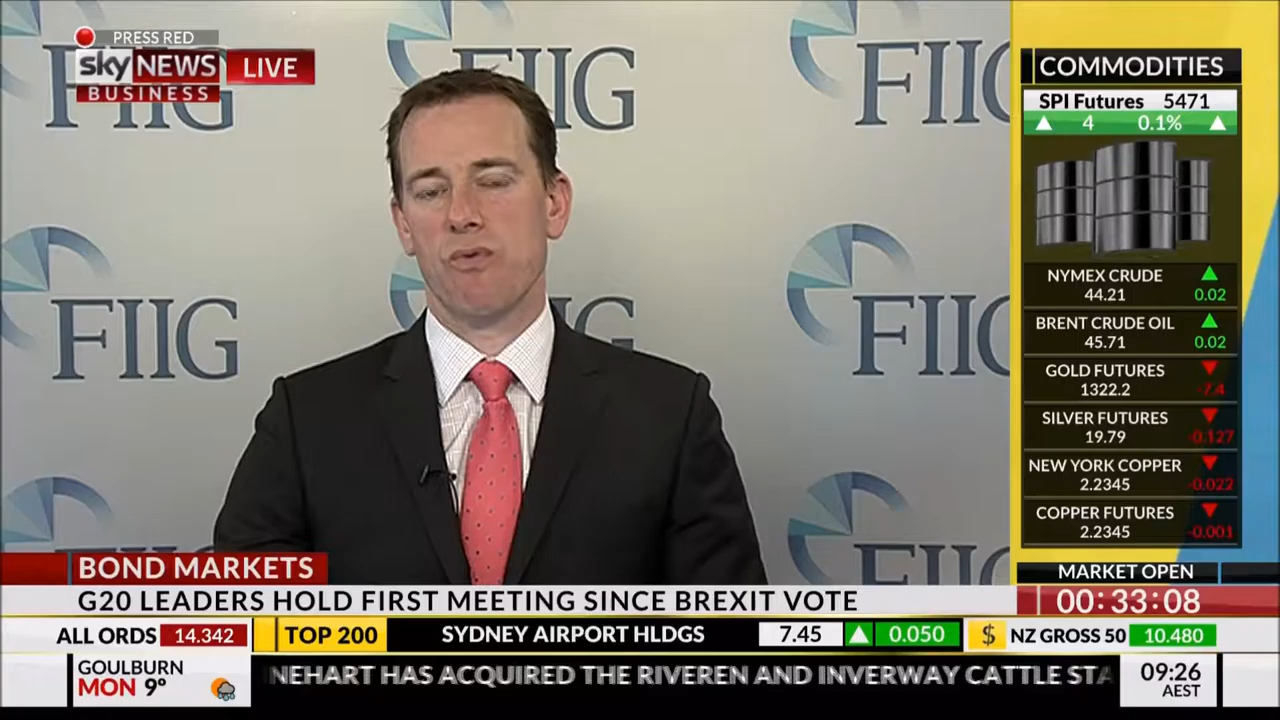 PRESS RED
sky NEWS
BUSINESS
LIVE
FIIG
FIIG
FIIG
FIIG
FIIG
FIIG
FIIG
FIIG
COMMODITIES
SPI Futures 5471
4 0.1%
NYMEX CRUDE
44.21 0.02
BRENT CRUDE OIL
45.71 0.02
GOLD FUTURES
1322.2 -7.4
SILVER FUTURES
19.79 -0.127
NEW YORK COPPER
2.2345 -0.022
COPPER FUTURES
2.2345 -0.001
MARKET OPEN
00:33:08
BOND MARKETS
G20 LEADERS HOLD FIRST MEETING SINCE BREXIT VOTE
ALL ORDS 14.342 TOP 200 SYDNEY AIRPORT HLDGS 7.45 0.050 $ NZ GROSS 50 10.480
GOULBURN
MON 9°
NEHART HAS ACQUIRED THE RIVEREN AND INVERWAY CATTLE STA
09:26
AEST